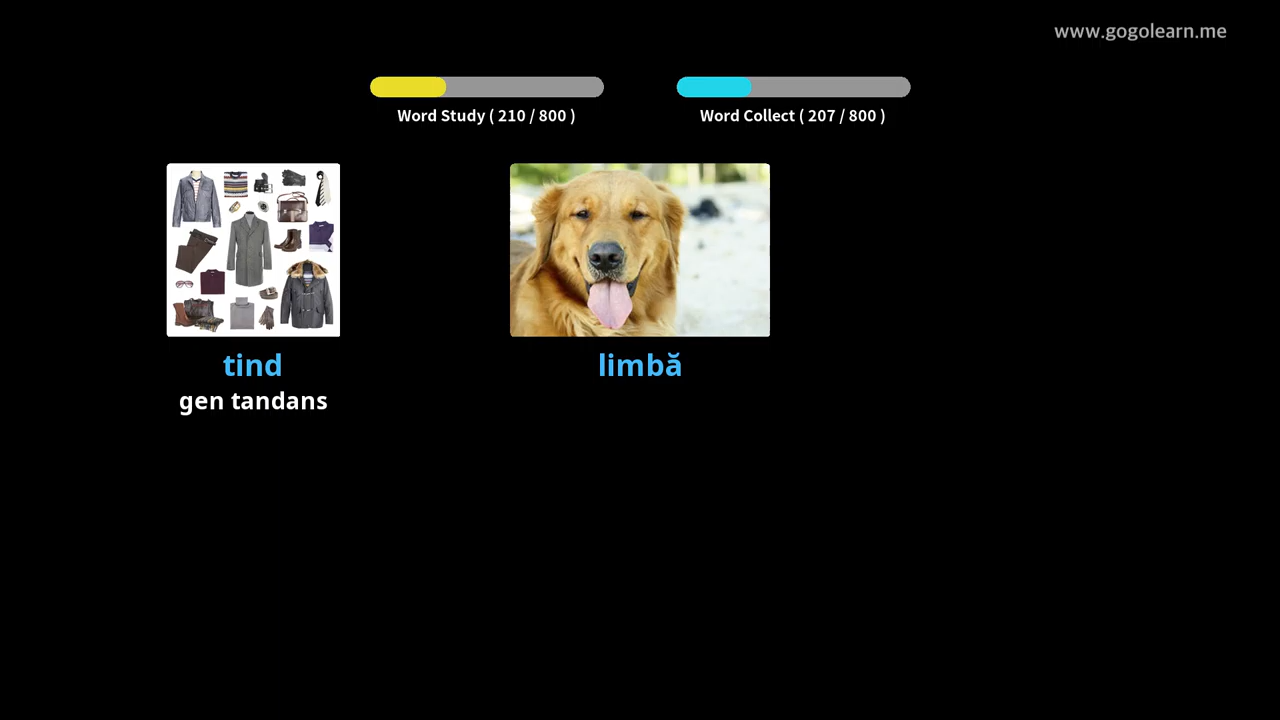 www.gogolearn.me
Word Study ( 210 / 800 )
Word Collect ( 207 / 800 )
tind
gen tandans
limbă